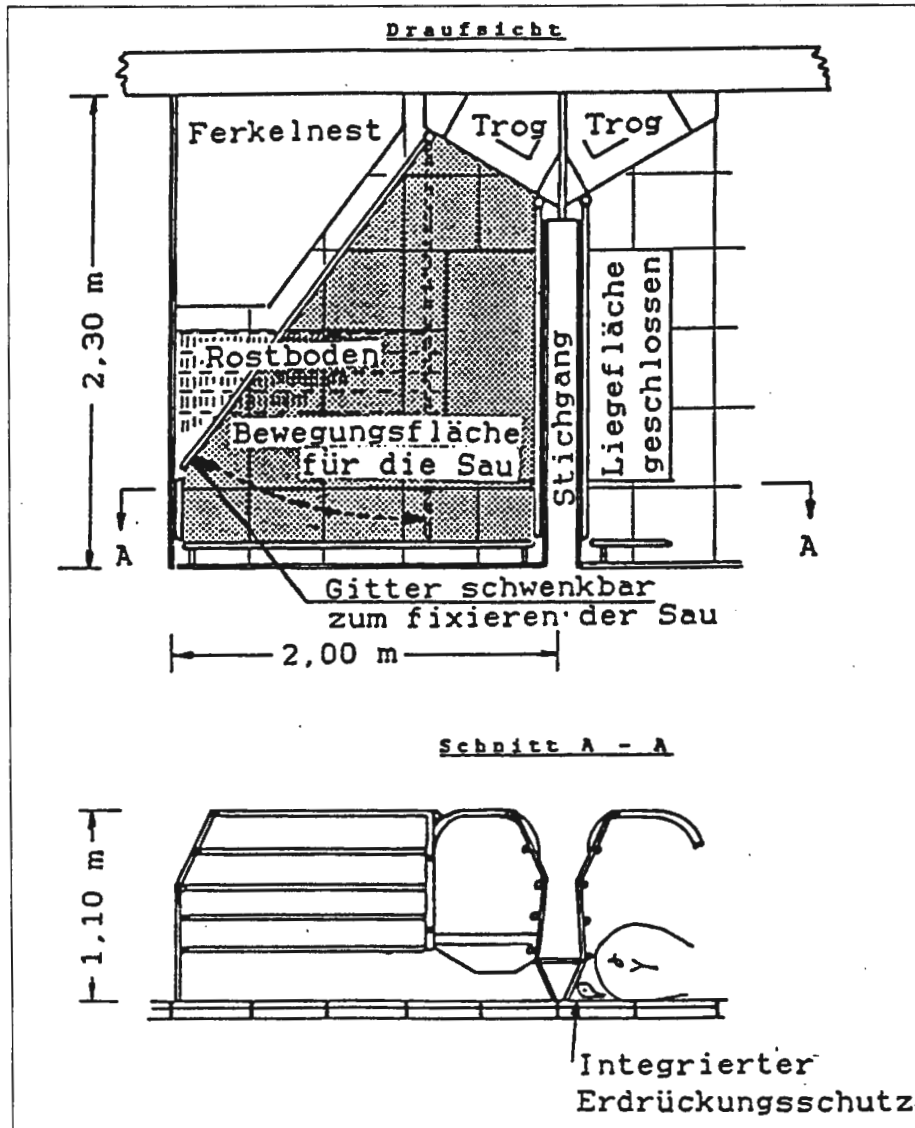 Draufsicht
Ferkelnest
Trog
Trog
2,30 m
Rostboden
Bewegungsfläche
für die Sau
Stichgang
Liegefläche
geschlossen
A
A
Gitter schwenkbar
zum fixieren der Sau
2,00 m
Schnitt A - A
1,10 m
Integrierter
Erdrückungsschutz